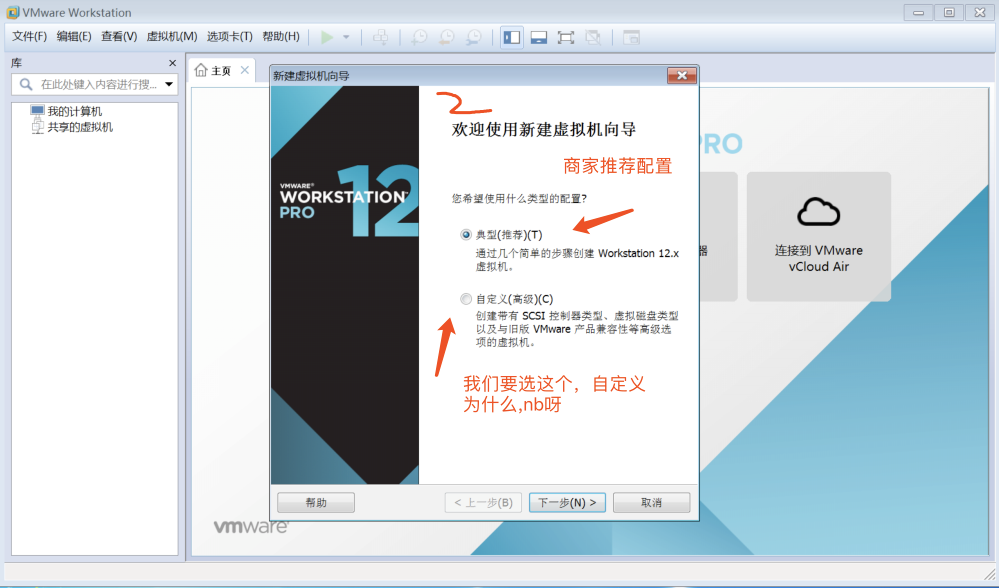 VMware Workstation
文件(F) 编辑(E) 查看(V) 虚拟机(M) 选项卡(T) 帮助(H)
库
在此处键入内容进行搜...
我的计算机
共享的虚拟机
主页
新建虚拟机向导
2
欢迎使用新建虚拟机向导
商家推荐配置
VMWARE®
WORKSTATION™
PRO
12
您希望使用什么类型的配置?
典型(推荐)(T)
通过几个简单的步骤创建 Workstation 12.x
虚拟机。
自定义(高级)(C)
创建带有 SCSI 控制器类型、虚拟磁盘类型
以及与旧版 VMware 产品兼容性等高级选
项的虚拟机。
我们要选这个，自定义
为什么,nb呀
PRO
器
连接到 VMware
vCloud Air
帮助
< 上一步(B)
下一步(N) >
取消
vmware®